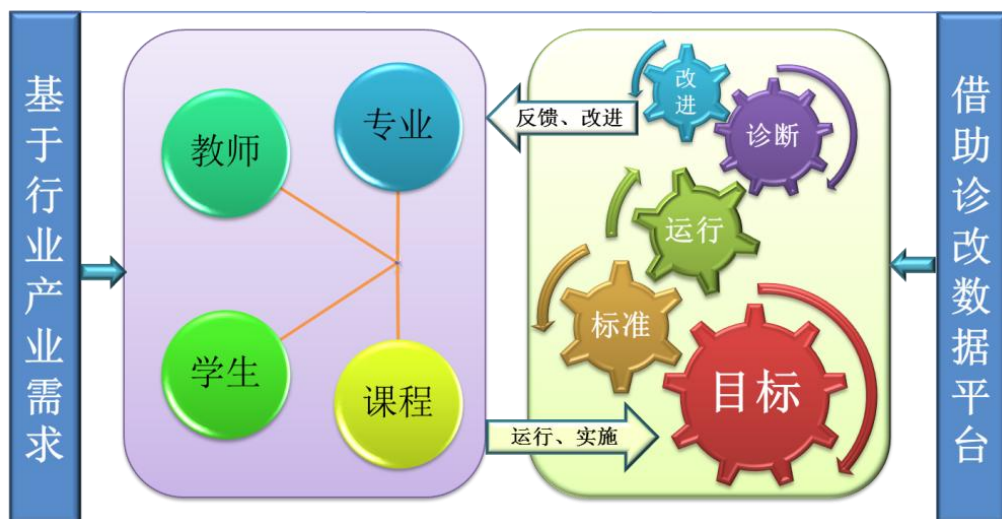 基于行业产业需求
教师
专业
学生
课程
反馈、改进
运行、实施
改进
诊断
运行
标准
目标
借助诊改数据平台